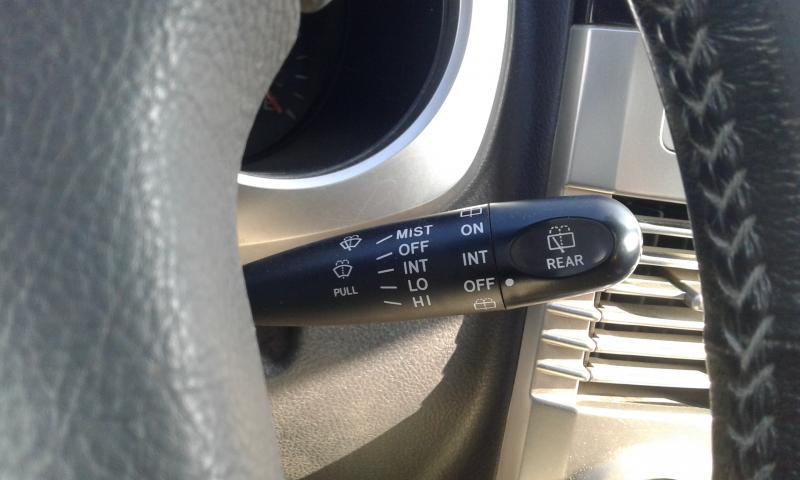 MIST
OFF
INT
LO
HI
PULL
ON
INT
OFF
REAR